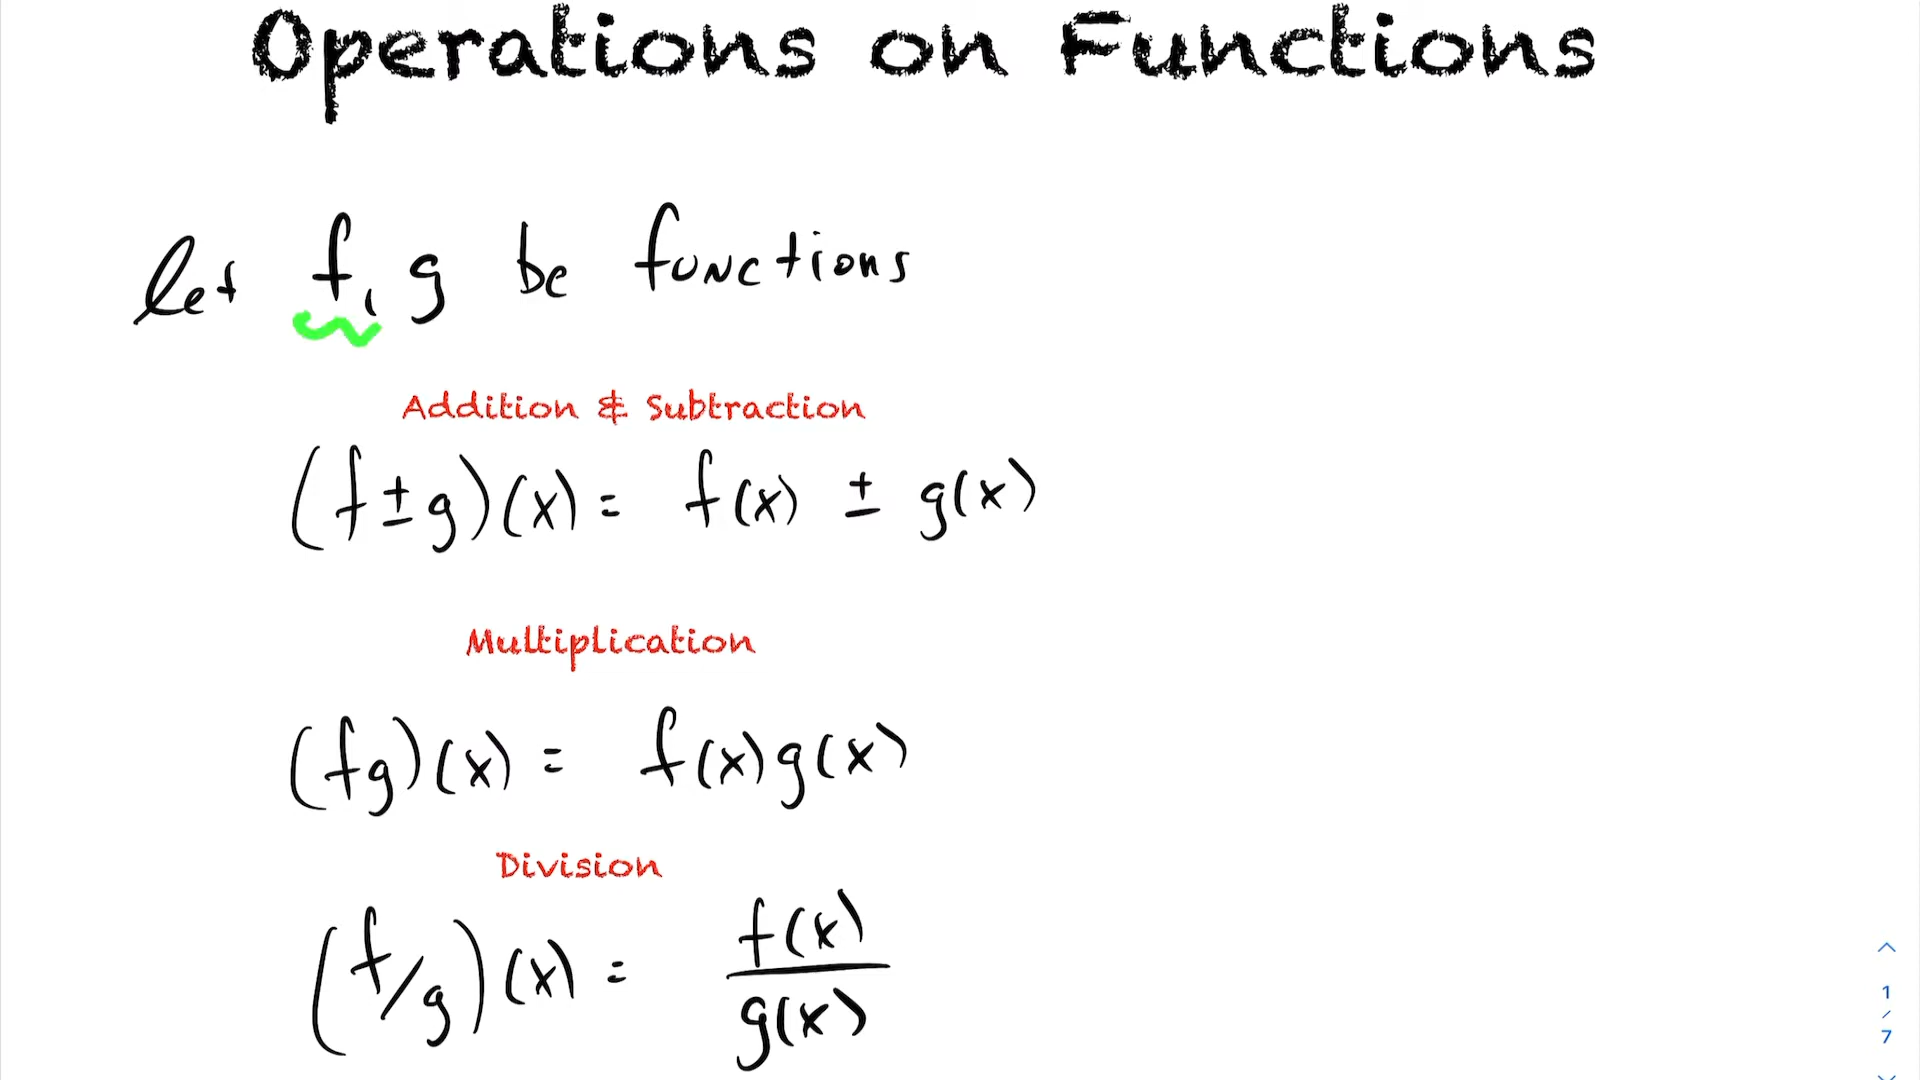 Operations on Functions
let f, g be functions
Addition & Subtraction
(f ± g)(x) = f(x) ± g(x)
Multiplication
(fg)(x) = f(x)g(x)
Division
(f/g)(x) = f(x)
g(x)
1
/
7